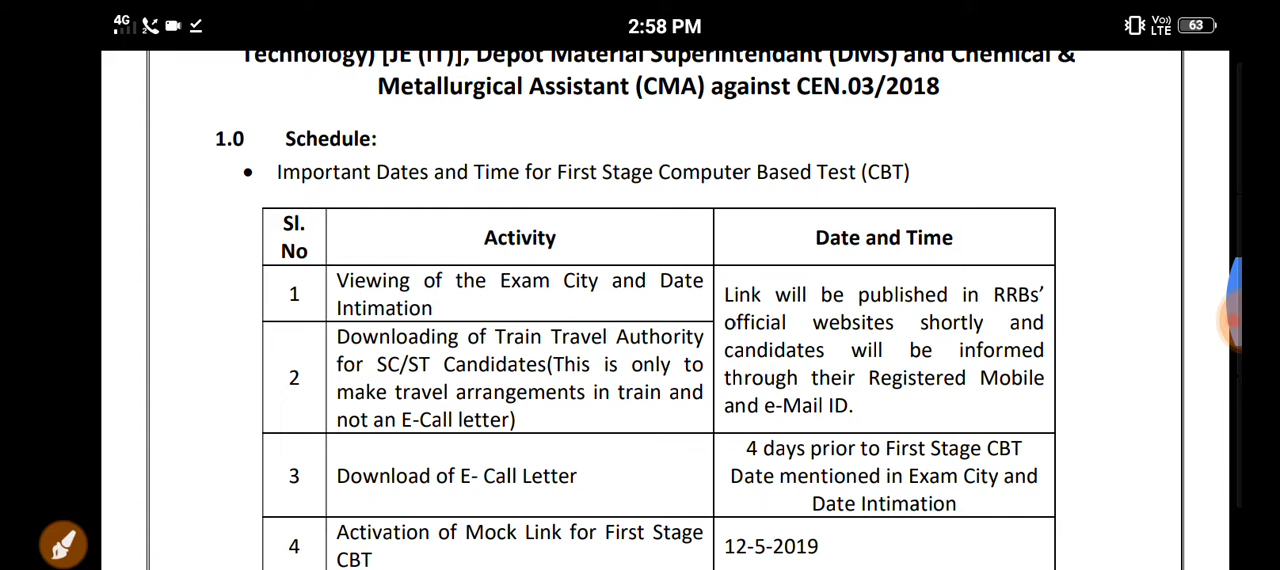 4G
2:58 PM
Vo)
LTE
63
Technology) [JE (IT)], Depot Material Superintendant (DMS) and Chemical &
Metallurgical Assistant (CMA) against CEN.03/2018
1.0 Schedule:
• Important Dates and Time for First Stage Computer Based Test (CBT)
Sl.
No
Activity
Date and Time
1
Viewing of the Exam City and Date
Intimation
Link will be published in RRBs’
official websites shortly and
candidates will be informed
through their Registered Mobile
and e-Mail ID.
2
Downloading of Train Travel Authority
for SC/ST Candidates(This is only to
make travel arrangements in train and
not an E-Call letter)
3
Download of E- Call Letter
4 days prior to First Stage CBT
Date mentioned in Exam City and
Date Intimation
4
Activation of Mock Link for First Stage
CBT
12-5-2019